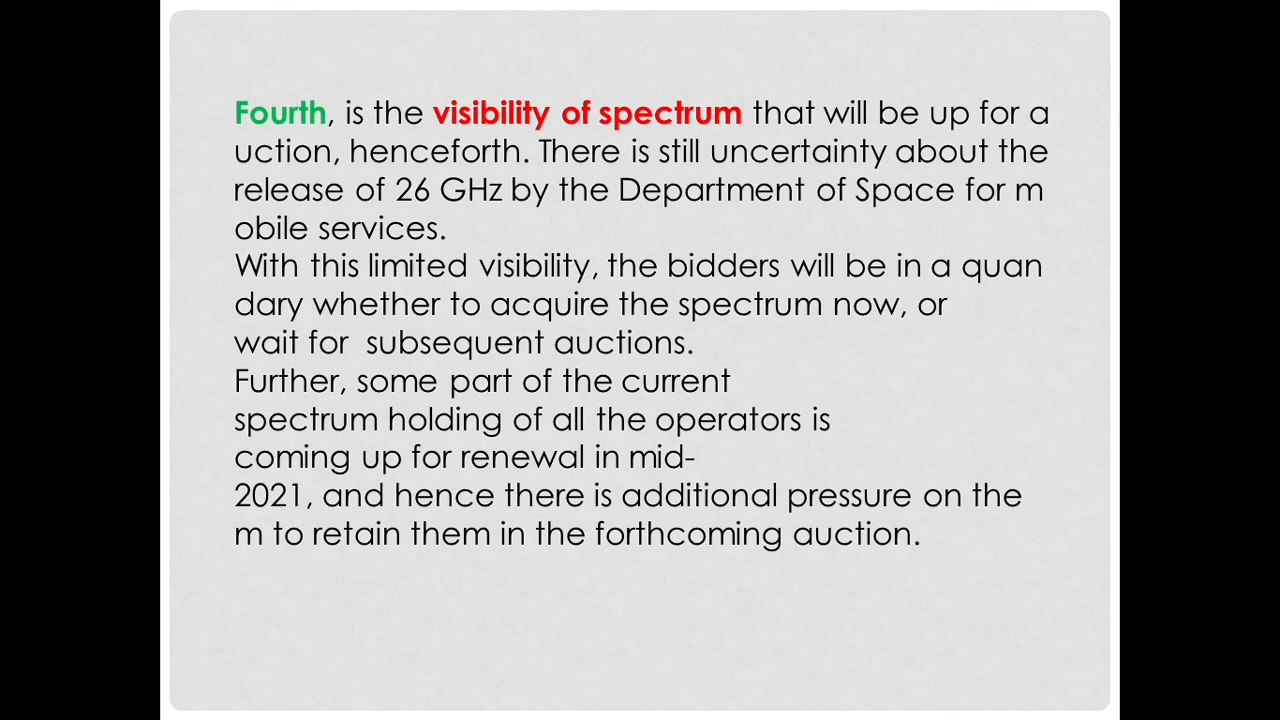 Fourth, is the visibility of spectrum that will be up for a
uction, henceforth. There is still uncertainty about the
release of 26 GHz by the Department of Space for m
obile services.
With this limited visibility, the bidders will be in a quan
dary whether to acquire the spectrum now, or
wait for  subsequent auctions.
Further, some part of the current
spectrum holding of all the operators is
coming up for renewal in mid-
2021, and hence there is additional pressure on the
m to retain them in the forthcoming auction.